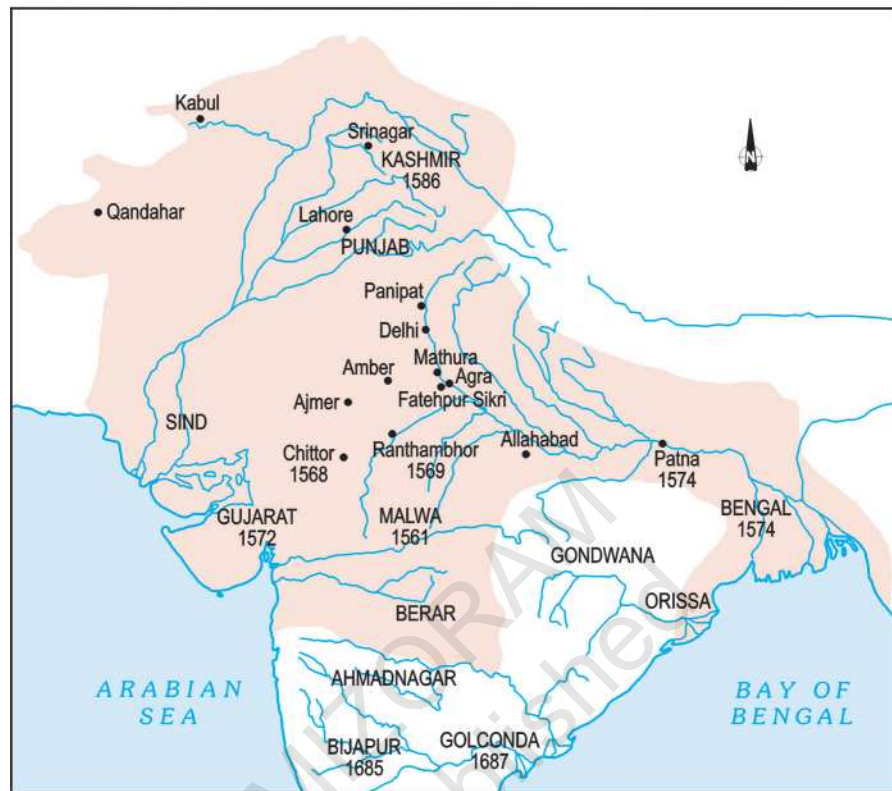 Kabul
Srinagar
KASHMIR
1586
N
Qandahar
Lahore
PUNJAB
Panipat
Delhi
Mathura
Agra
Amber
Fatehpur Sikri
Ajmer
SIND
Chittor
1568
Ranthambhor
1569
Allahabad
Patna
1574
GUJARAT
1572
MALWA
1561
BENGAL
1574
GONDWANA
BERAR
ORISSA
AHMADNAGAR
ARABIAN
SEA
BAY OF
BENGAL
BIJAPUR
1685
GOLCONDA
1687
MIZORAM